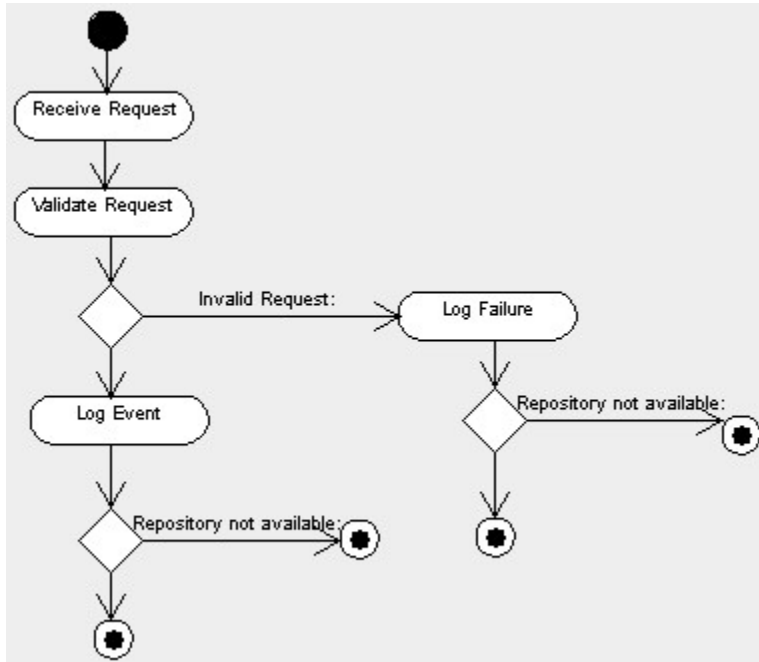 Receive Request
Validate Request
Invalid Request:
Log Failure
Log Event
Repository not available:
Repository not available: